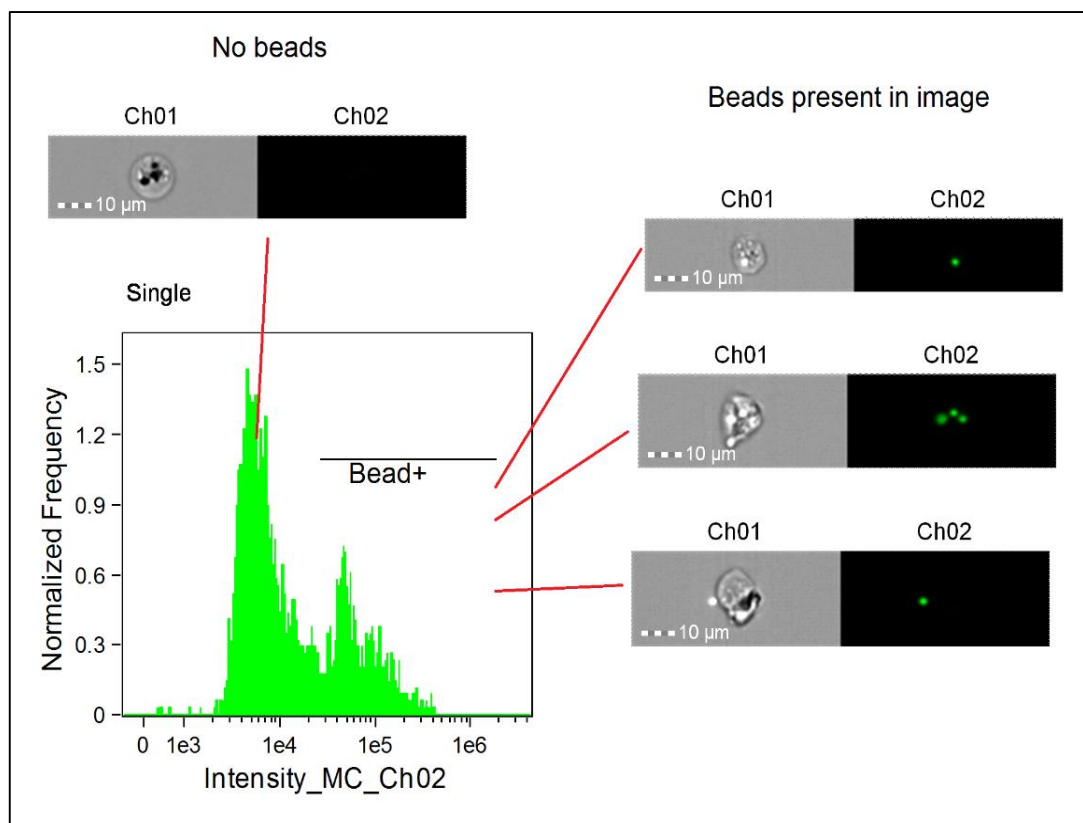 No beads
Ch01 Ch02
10 µm
Beads present in image
Ch01 Ch02
10 µm
Ch01 Ch02
10 µm
Ch01 Ch02
10 µm
Single
Bead+
Normalized Frequency
1.5
1.2
0.9
0.6
0.3
0
0 1e3 1e4 1e5 1e6
Intensity_MC_Ch02